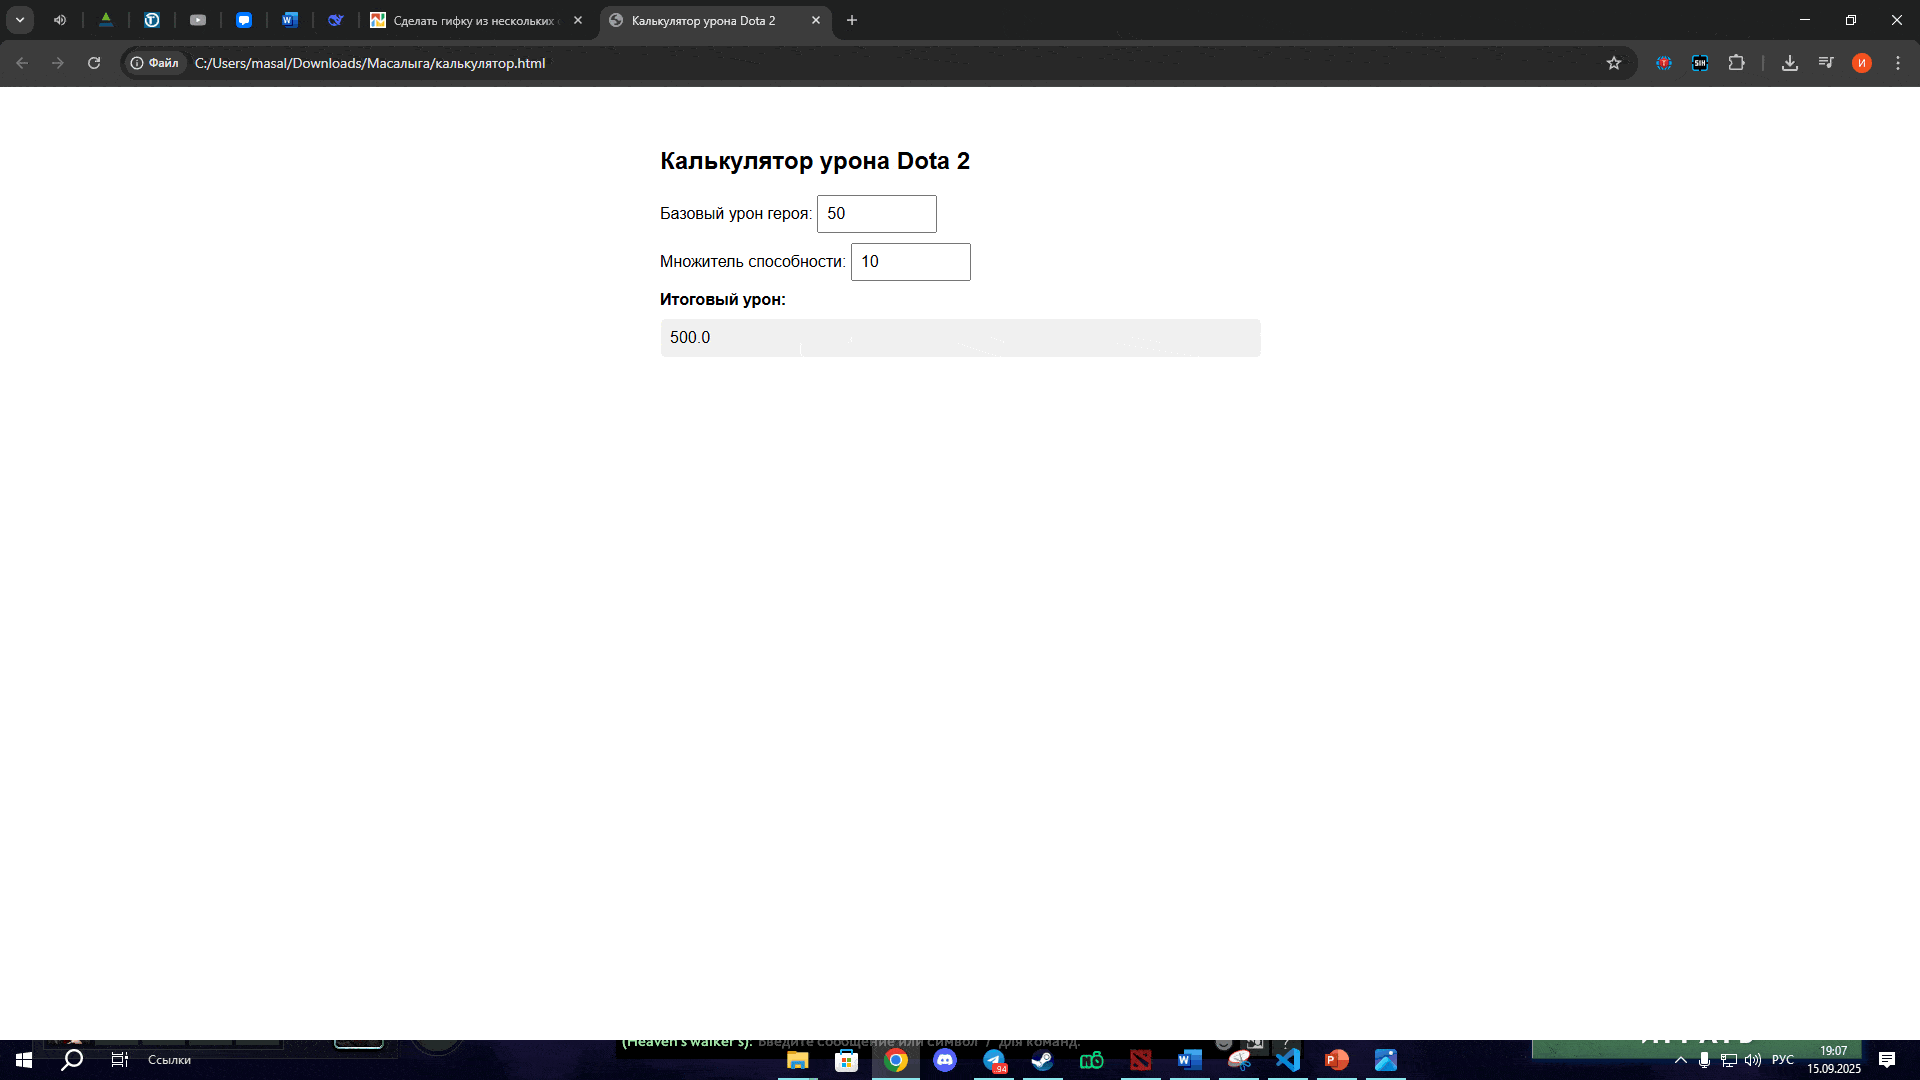 Сделать гифку из нескольких
Калькулятор урона Dota 2
Файл
C:/Users/masal/Downloads/Масалыга/калькулятор.html
SIH
И
Калькулятор урона Dota 2
Базовый урон героя: 50
Множитель способности: 10
Итоговый урон:
500.0
(Heaven's walker's): Введите сообщение или символ "/" для команд.
ИГРАТЬ
Ссылки
94
РУС
19:07
15.09.2025